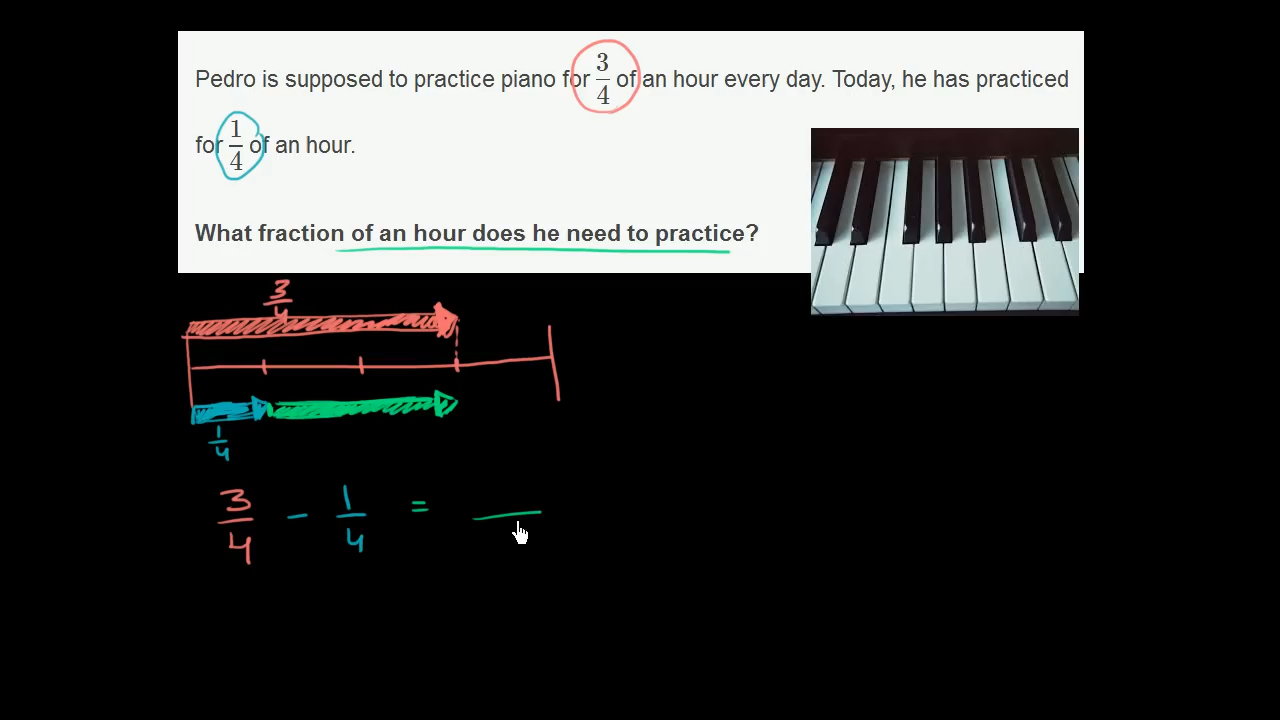 Pedro is supposed to practice piano for 3/4 of an hour every day. Today, he has practiced
for 1/4 of an hour.
What fraction of an hour does he need to practice?
3/4
1/4
3/4 - 1/4 =